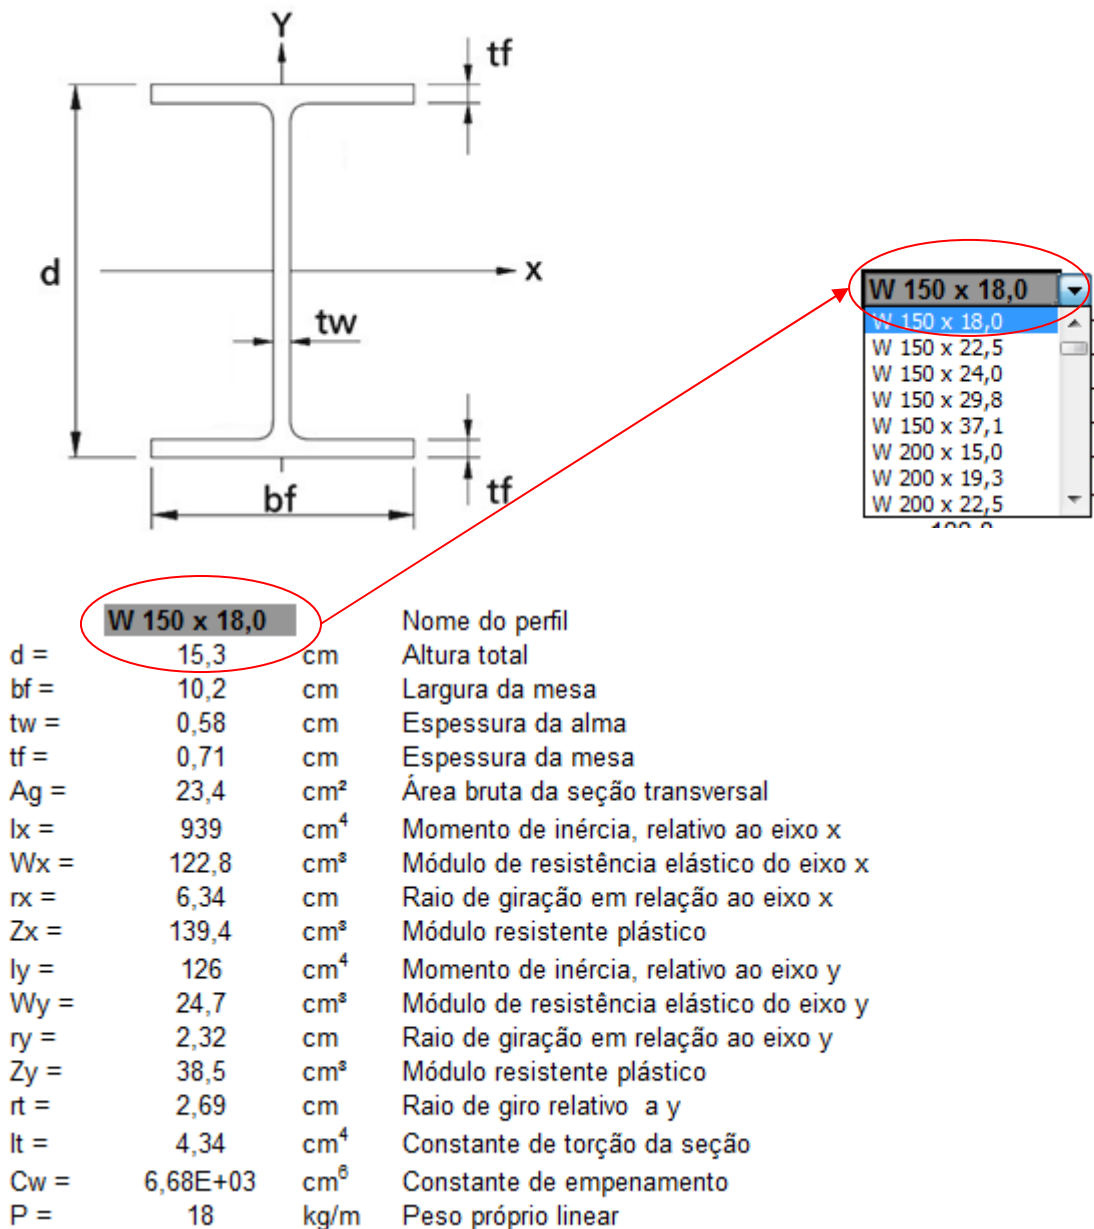 Y
tf
d
x
tw
bf
tf
W 150 x 18,0
W 150 x 18,0
W 150 x 22,5
W 150 x 24,0
W 150 x 29,8
W 150 x 37,1
W 200 x 15,0
W 200 x 19,3
W 200 x 22,5
W 150 x 18,0 Nome do perfil
d = 15,3 cm Altura total
bf = 10,2 cm Largura da mesa
tw = 0,58 cm Espessura da alma
tf = 0,71 cm Espessura da mesa
Ag = 23,4 cm² Área bruta da seção transversal
Ix = 939 cm⁴ Momento de inércia, relativo ao eixo x
Wx = 122,8 cm³ Módulo de resistência elástico do eixo x
rx = 6,34 cm Raio de giração em relação ao eixo x
Zx = 139,4 cm³ Módulo resistente plástico
Iy = 126 cm⁴ Momento de inércia, relativo ao eixo y
Wy = 24,7 cm³ Módulo de resistência elástico do eixo y
ry = 2,32 cm Raio de giração em relação ao eixo y
Zy = 38,5 cm³ Módulo resistente plástico
rt = 2,69 cm Raio de giro relativo a y
It = 4,34 cm⁴ Constante de torção da seção
Cw = 6,68E+03 cm⁶ Constante de empenamento
P = 18 kg/m Peso próprio linear